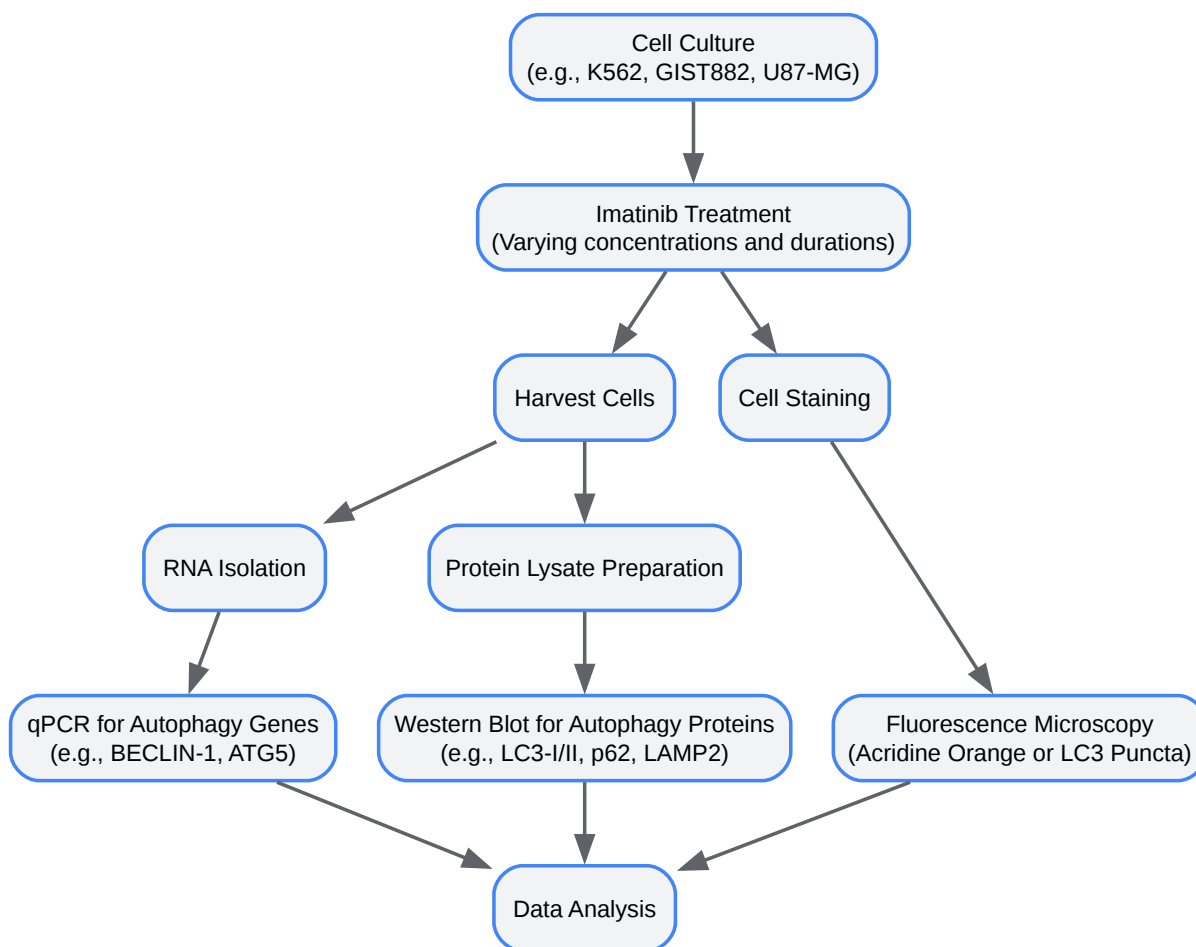 Cell Culture
(e.g., K562, GIST882, U87-MG)
Imatinib Treatment
(Varying concentrations and durations)
Harvest Cells
Cell Staining
RNA Isolation
Protein Lysate Preparation
qPCR for Autophagy Genes
(e.g., BECLIN-1, ATG5)
Western Blot for Autophagy Proteins
(e.g., LC3-I/II, p62, LAMP2)
Fluorescence Microscopy
(Acridine Orange or LC3 Puncta)
Data Analysis